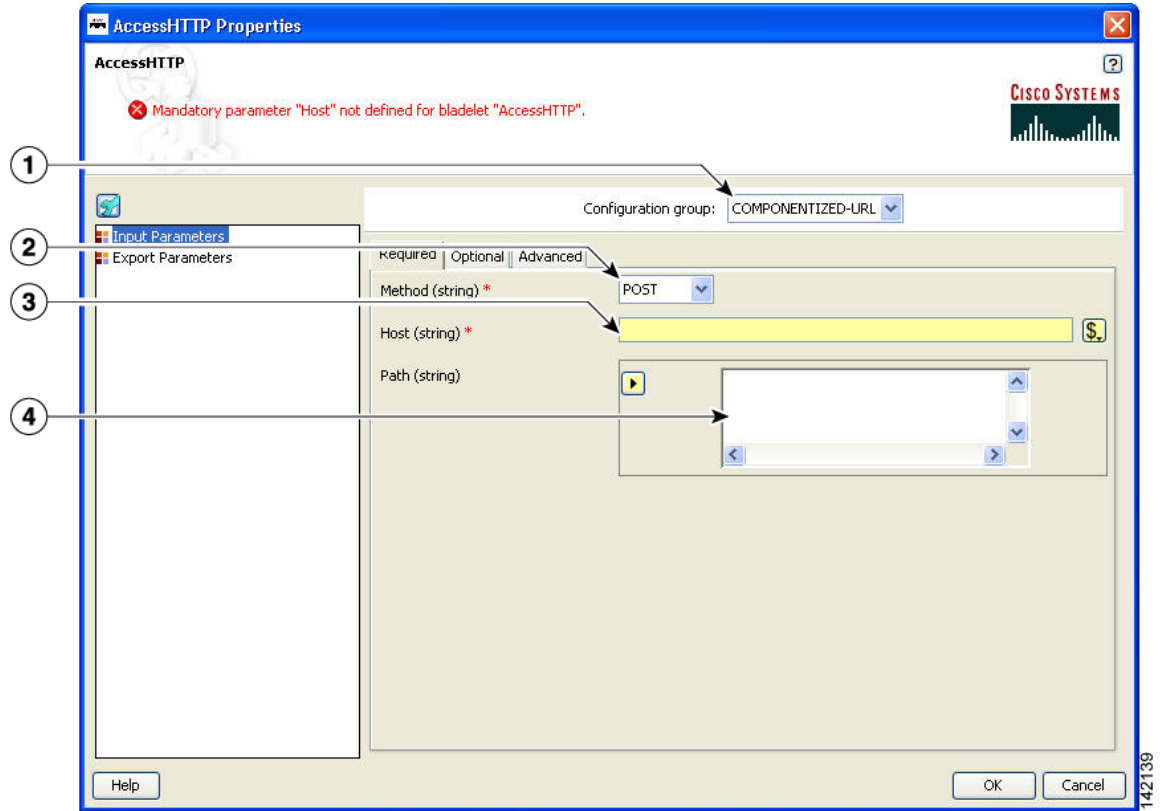 AccessHTTP Properties
AccessHTTP
Mandatory parameter "Host" not defined for bladelet "AccessHTTP".
CISCO SYSTEMS
1
Configuration group: COMPONENTIZED-URL
2
Input Parameters
Export Parameters
Required Optional Advanced
3
Method (string) * POST
Host (string) *
$
Path (string)
4
Help
OK Cancel
142139